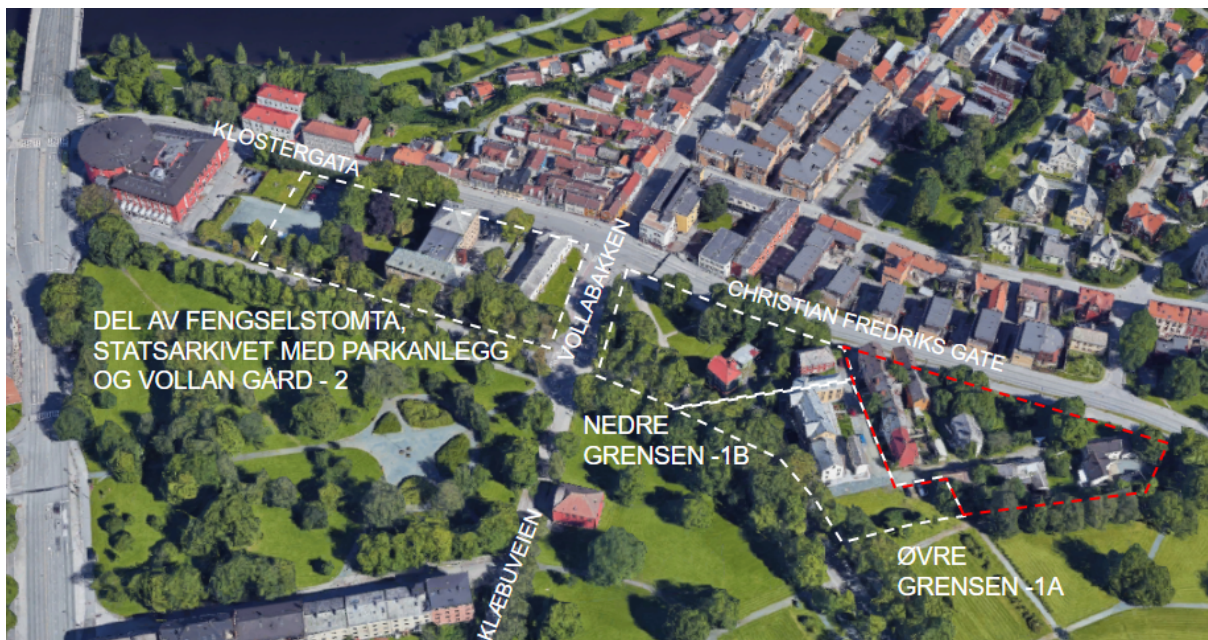 KLOSTERGATA
VOLLABAKKEN
CHRISTIAN FREDRIKS GATE
DEL AV FENGSELSTOMTA,
STATSARKIVET MED PARKANLEGG
OG VOLLAN GÅRD - 2
NEDRE
GRENSEN -1B
KLÆBUVEIEN
ØVRE
GRENSEN -1A